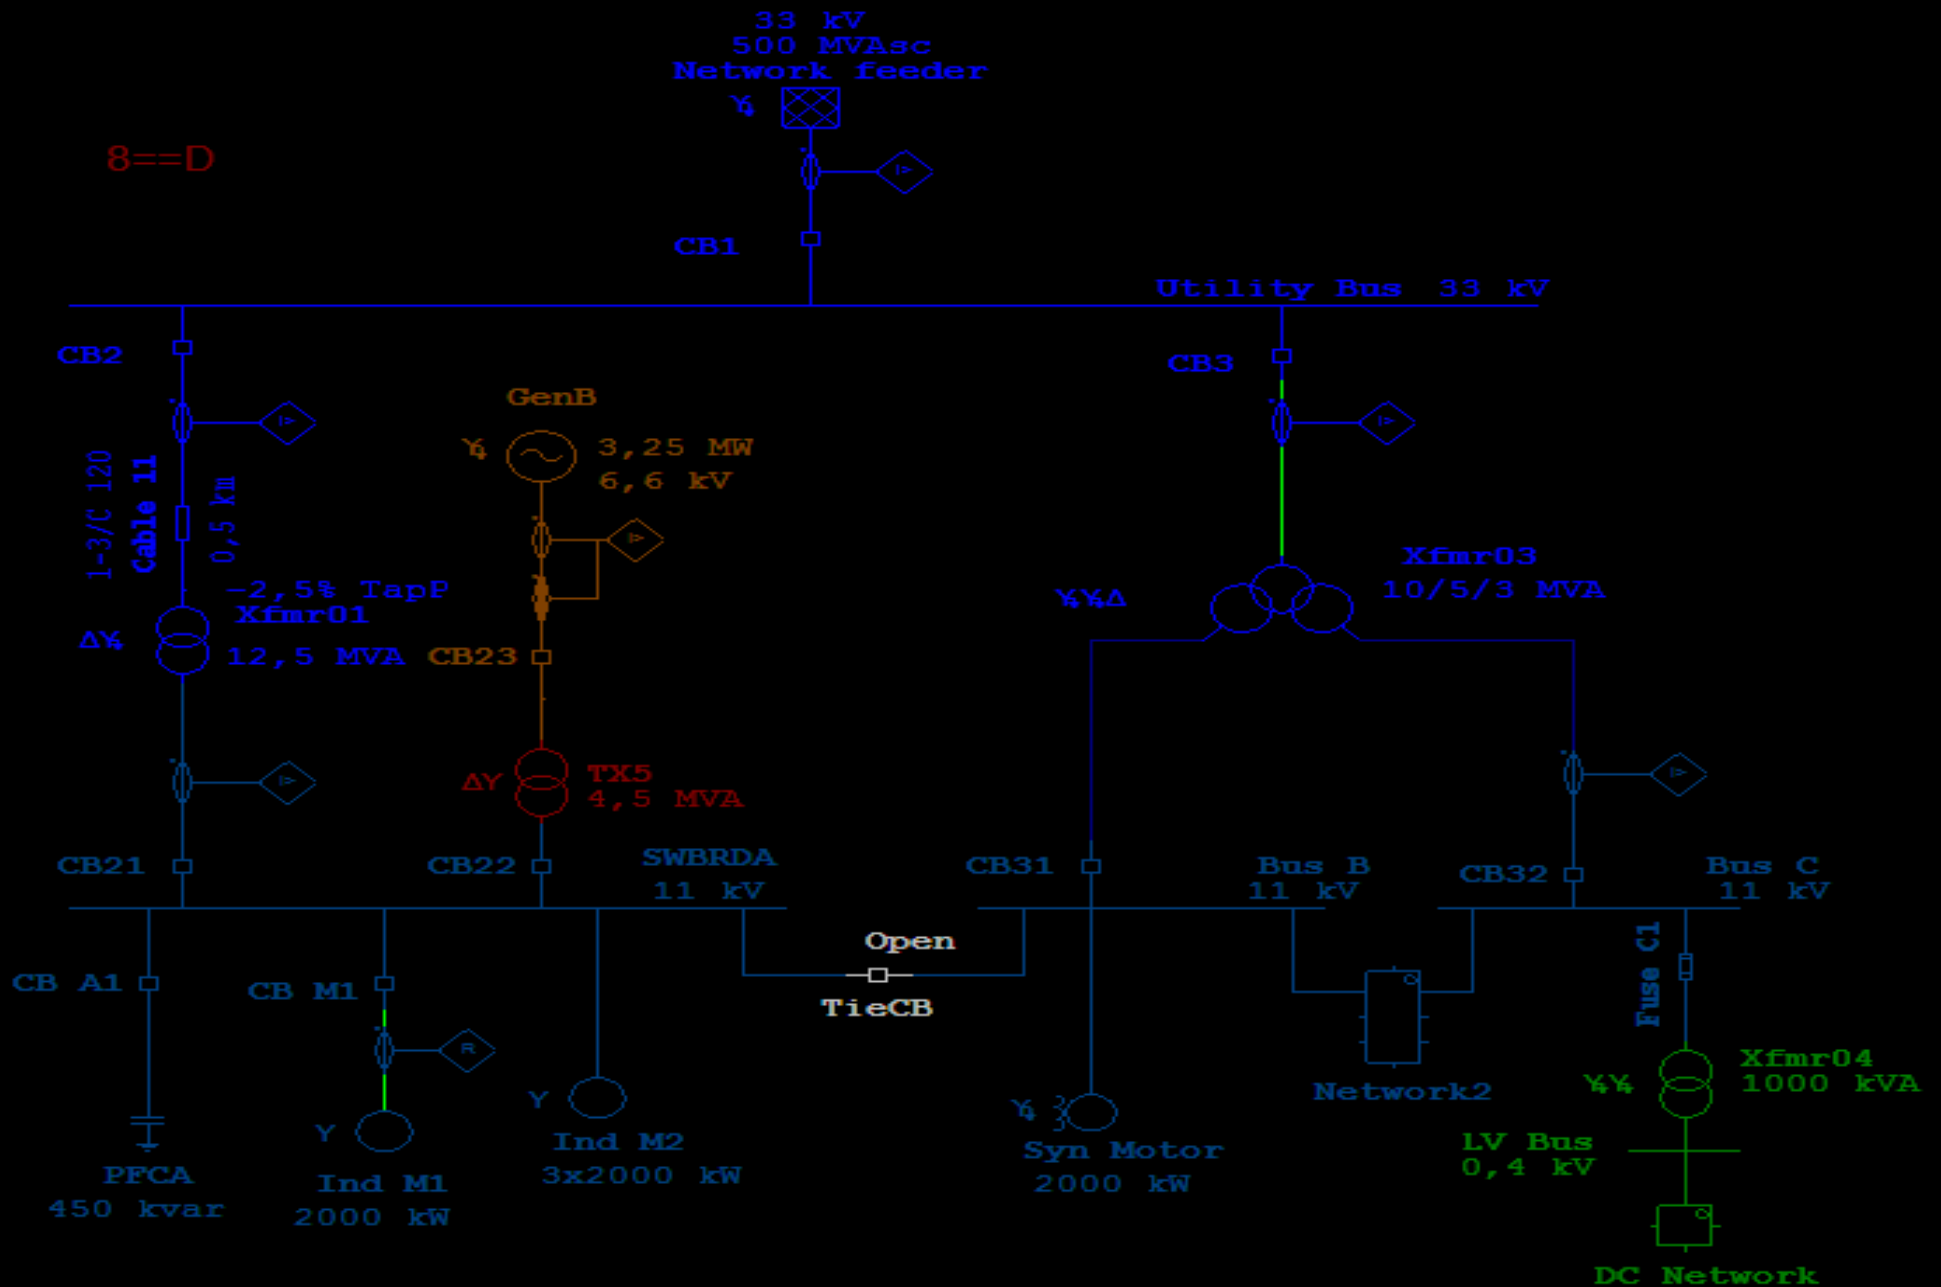 33 kV
500 MVAsc
Network feeder
8==D
I>
CB1
Utility Bus 33 kV
CB2
CB3
I>
I>
GenB
3,25 MW
6,6 kV
1-3/C 120
Cable 11
0,5 km
I>
Xfmr03
10/5/3 MVA
-2,5% TapP
Xfmr01
12,5 MVA
CB23
TX5
4,5 MVA
I>
I>
CB21
CB22
SWBRDA
11 kV
CB31
Bus B
11 kV
CB32
Bus C
11 kV
Open
TieCB
Fuse C1
CB A1
CB M1
R
Network2
Xfmr04
1000 kVA
Y
Y
Ind M2
3x2000 kW
Syn Motor
2000 kW
LV Bus
0,4 kV
PFCA
450 kvar
Ind M1
2000 kW
DC Network